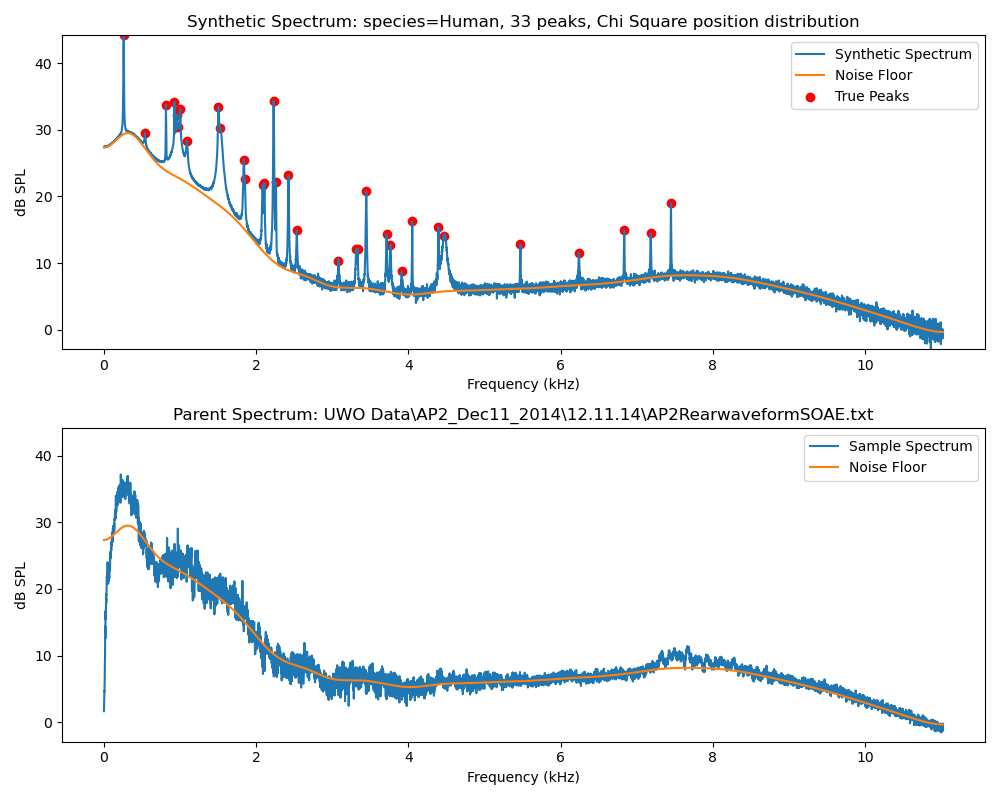 Synthetic Spectrum: species=Human, 33 peaks, Chi Square position distribution
40
30
20
10
0
dB SPL
Synthetic Spectrum
Noise Floor
True Peaks
0 2 4 6 8 10
Frequency (kHz)
Parent Spectrum: UWO Data\AP2_Dec11_2014\12.11.14\AP2RearwaveformSOAE.txt
40
30
20
10
0
dB SPL
Sample Spectrum
Noise Floor
0 2 4 6 8 10
Frequency (kHz)